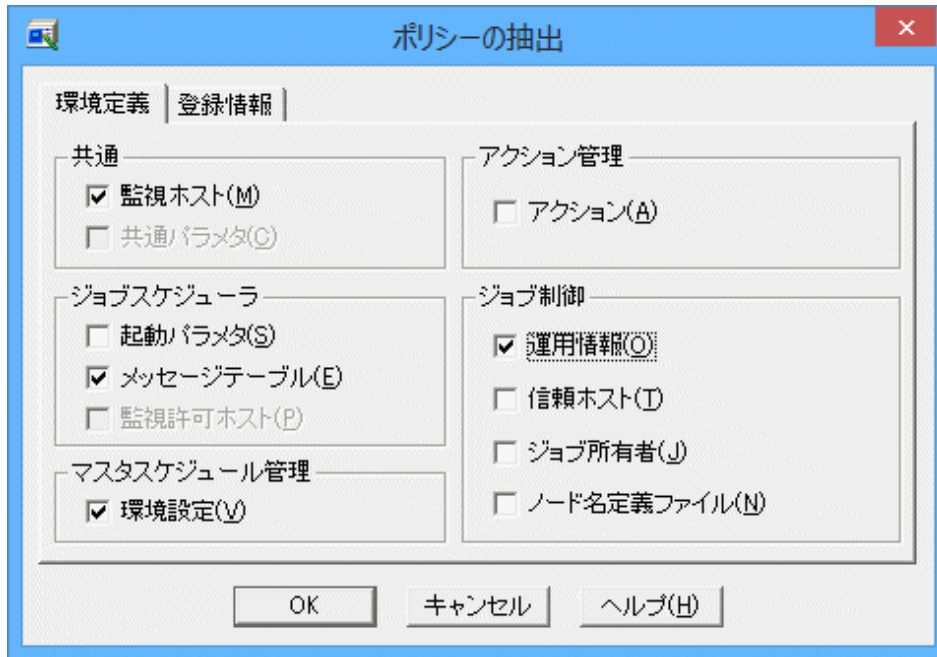 ポリシーの抽出
環境定義
登録情報
共通
監視ホスト(M)
共通パラメタ(C)
ジョブスケジューラ
起動パラメタ(S)
メッセージテーブル(E)
監視許可ホスト(P)
マスタスケジュール管理
環境設定(V)
アクション管理
アクション(A)
ジョブ制御
運用情報(O)
信頼ホスト(T)
ジョブ所有者(J)
ノード名定義ファイル(N)
OK
キャンセル
ヘルプ(H)